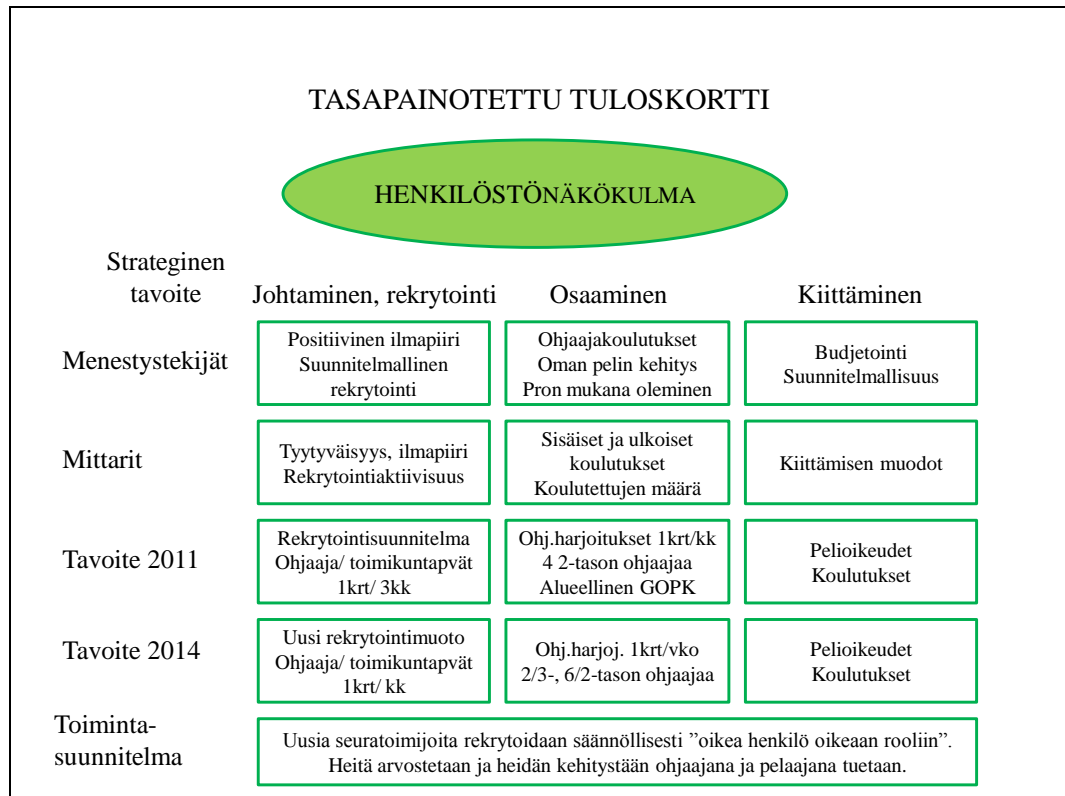 TASAPAINOTETTU TULOSKORTTI
HENKILÖSTÖNÄKÖKULMA
Strateginen
tavoite
Johtaminen, rekrytointi
Osaaminen
Kiittäminen
Menestystekijät
Positiivinen ilmapiiri
Suunnitelmallinen
rekrytointi
Ohjaajakoulutukset
Oman pelin kehitys
Pron mukana oleminen
Budjetointi
Suunnitelmallisuus
Mittarit
Tyytyväisyys, ilmapiiri
Rekrytointiaktiivisuus
Sisäiset ja ulkoiset
koulutukset
Koulutettujen määrä
Kiittämisen muodot
Tavoite 2011
Rekrytointisuunnitelma
Ohjaaja/ toimikuntapvät
1krt/ 3kk
Ohj.harjoitukset 1krt/kk
4 2-tason ohjaajaa
Alueellinen GOPK
Pelioikeudet
Koulutukset
Tavoite 2014
Uusi rekrytointimuoto
Ohjaaja/ toimikuntapvät
1krt/ kk
Ohj.harjoj. 1krt/vko
2/3-, 6/2-tason ohjaajaa
Pelioikeudet
Koulutukset
Toiminta-
suunnitelma
Uusia seuratoimijoita rekrytoidaan säännöllisesti ”oikea henkilö oikeaan rooliin”.
Heitä arvostetaan ja heidän kehitystään ohjaajana ja pelaajana tuetaan.